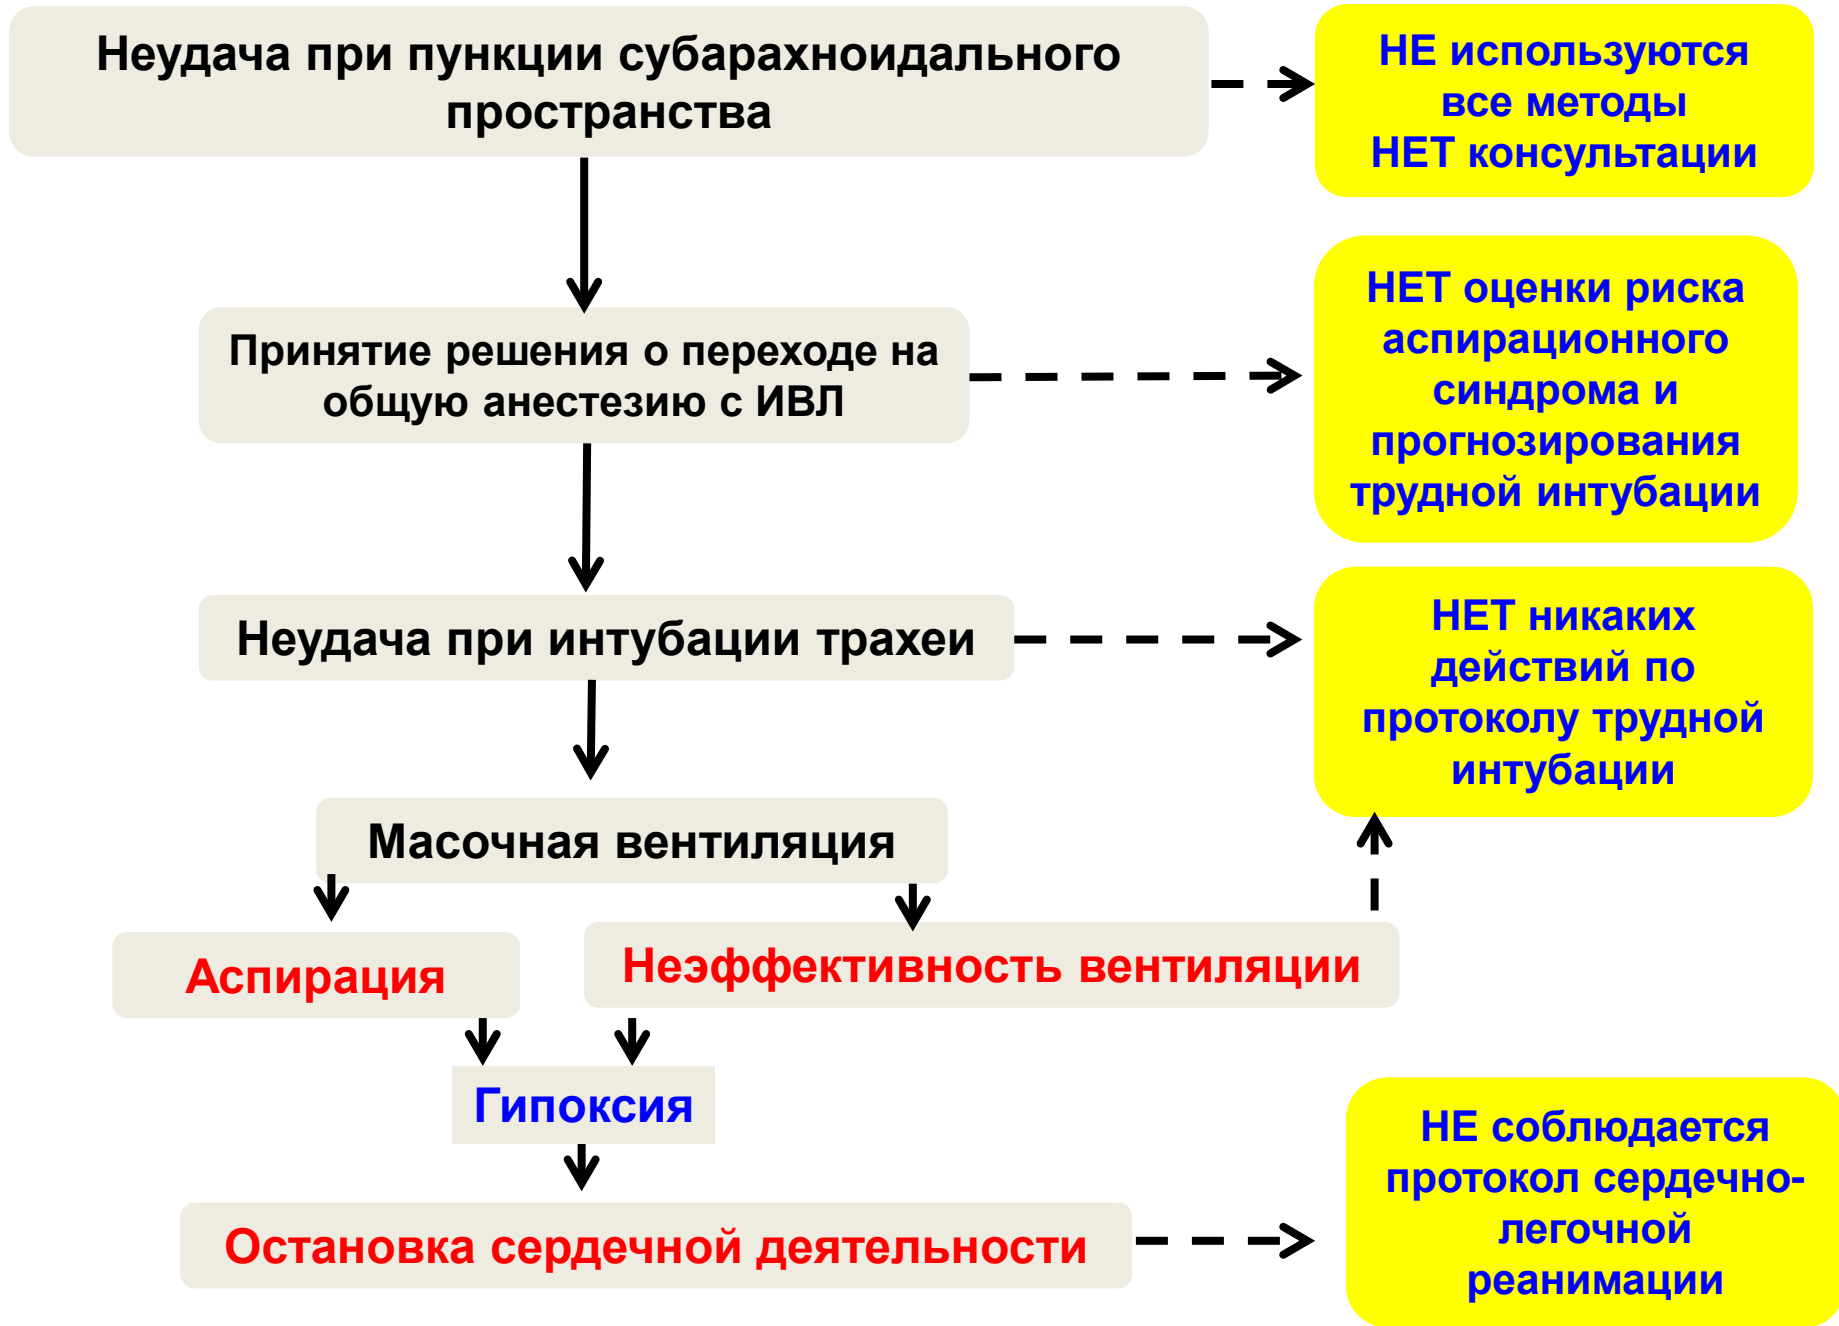 Неудача при пункции субарахноидального
пространства
НЕ используются
все методы
НЕТ консультации
Принятие решения о переходе на
общую анестезию с ИВЛ
НЕТ оценки риска
аспирационного
синдрома и
прогнозирования
трудной интубации
Неудача при интубации трахеи
НЕТ никаких
действий по
протоколу трудной
интубации
Масочная вентиляция
Аспирация
Неэффективность вентиляции
Гипоксия
Остановка сердечной деятельности
НЕ соблюдается
протокол сердечно-
легочной
реанимации